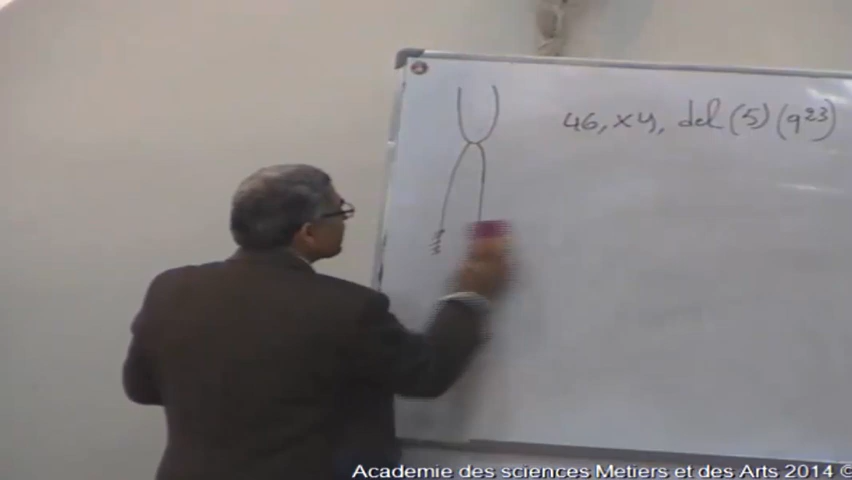 46, XY, del (5) (q23)
Academie des sciences Metiers et des Arts 2014 ©